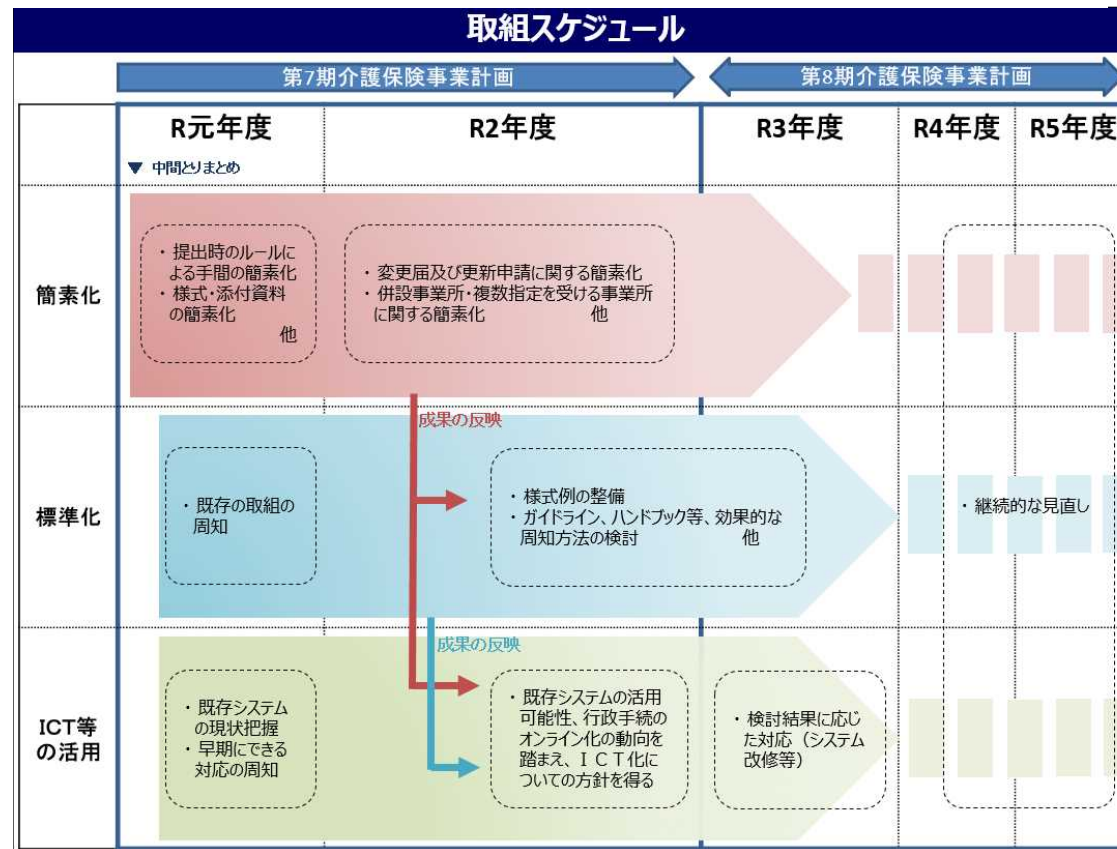 取組スケジュール
第7期介護保険事業計画
第8期介護保険事業計画
R元年度
R2年度
R3年度
R4年度
R5年度
▼ 中間とりまとめ
簡素化
・提出時のルールに
よる手間の簡素化
・様式・添付資料
の簡素化
他
・変更届及び更新申請に関する簡素化
・併設事業所・複数指定を受ける事業所
に関する簡素化 他
成果の反映
標準化
・既存の取組の
周知
・様式例の整備
・ガイドライン、ハンドブック等、効果的な
周知方法の検討 他
・継続的な見直し
成果の反映
ICT等
の活用
・既存システム
の現状把握
・早期にできる
対応の周知
・既存システムの活用
可能性、行政手続の
オンライン化の動向を
踏まえ、ICT化に
ついての方針を得る
・検討結果に応じ
た対応（システム
改修等）